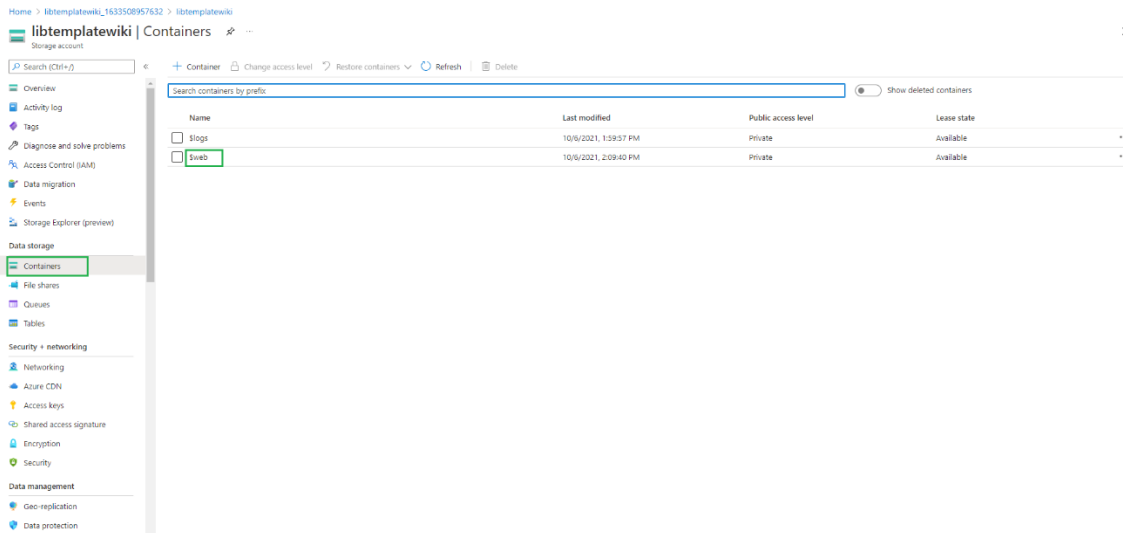 Home > libtemplatewiki_1633508957632 > libtemplatewiki
libtemplatewiki | Containers ...
Storage account
Search (Ctrl+/) «
Overview
Activity log
Tags
Diagnose and solve problems
Access Control (IAM)
Data migration
Events
Storage Explorer (preview)
Data storage
Containers
File shares
Queues
Tables
Security + networking
Networking
Azure CDN
Access keys
Shared access signature
Encryption
Security
Data management
Geo-replication
Data protection
+ Container Change access level Restore containers Refresh | Delete
Search containers by prefix Show deleted containers
Name Last modified Public access level Lease state
$logs 10/6/2021, 1:59:57 PM Private Available
$web 10/6/2021, 2:09:40 PM Private Available